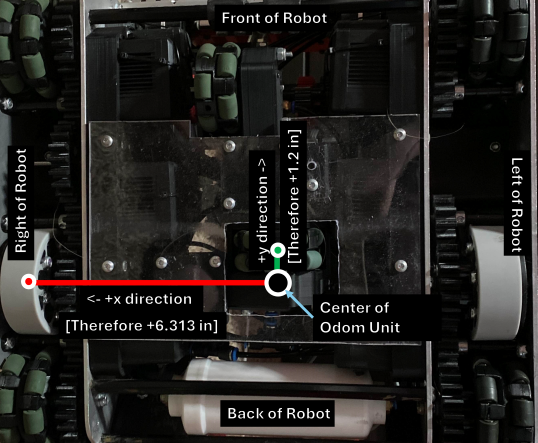 Front of Robot
Right of Robot
+y direction ->
[Therefore +1.2 in]
Left of Robot
<- +x direction
[Therefore +6.313 in]
Center of
Odom Unit
Back of Robot